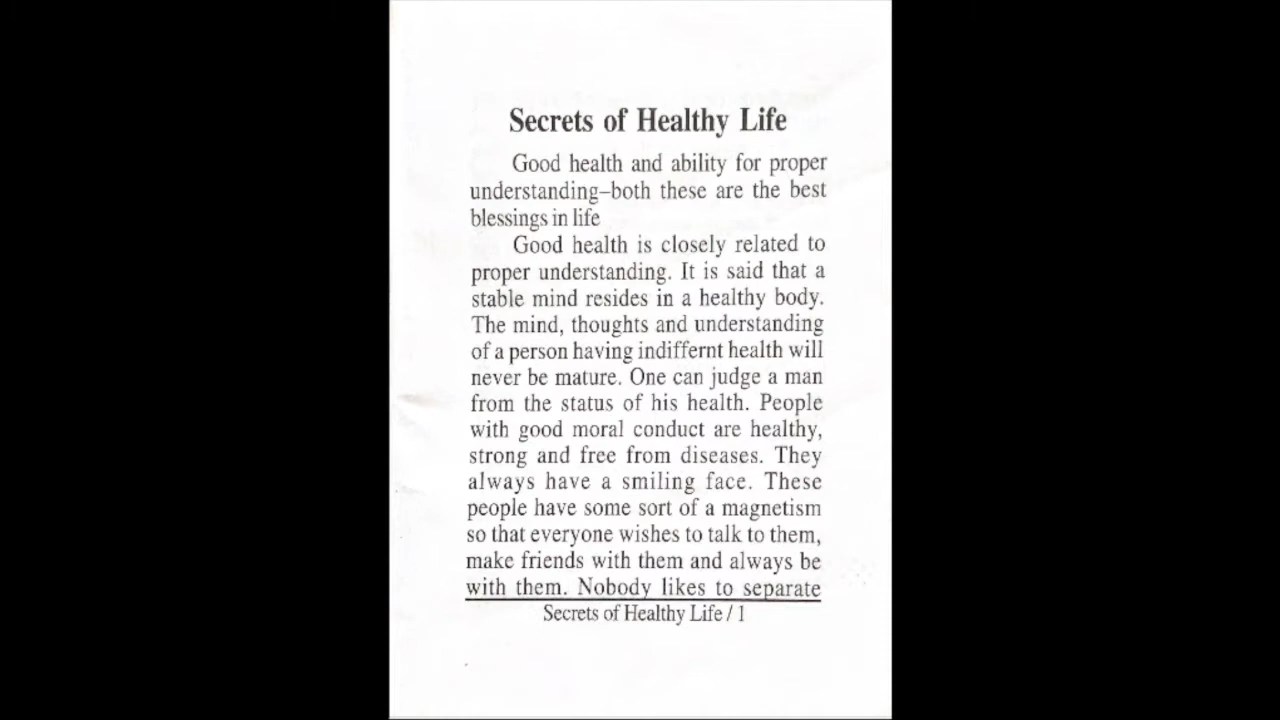 Secrets of Healthy Life
Good health and ability for proper
understanding–both these are the best
blessings in life
Good health is closely related to
proper understanding. It is said that a
stable mind resides in a healthy body.
The mind, thoughts and understanding
of a person having indiffernt health will
never be mature. One can judge a man
from the status of his health. People
with good moral conduct are healthy,
strong and free from diseases. They
always have a smiling face. These
people have some sort of a magnetism
so that everyone wishes to talk to them,
make friends with them and always be
with them. Nobody likes to separate
Secrets of Healthy Life / 1